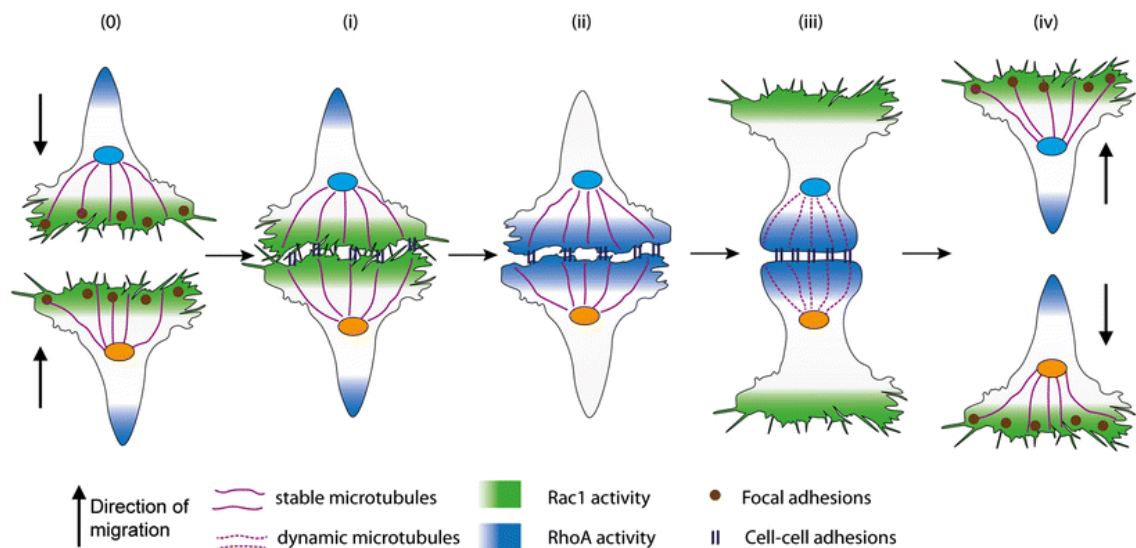 (0) (i) (ii) (iii) (iv)
Direction of
migration
stable microtubules
dynamic microtubules
Rac1 activity
RhoA activity
Focal adhesions
Cell-cell adhesions